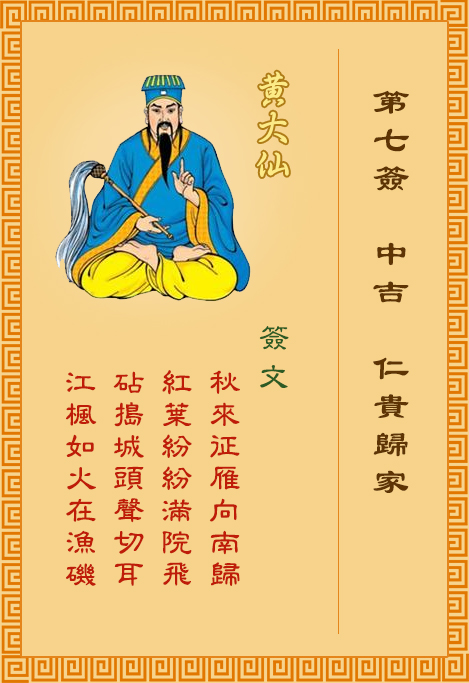 第七簽　中吉　仁貴歸家
黃大仙
簽文
秋來征雁向南歸
紅葉紛紛滿院飛
砧搗城頭聲切耳
江楓如火在漁磯